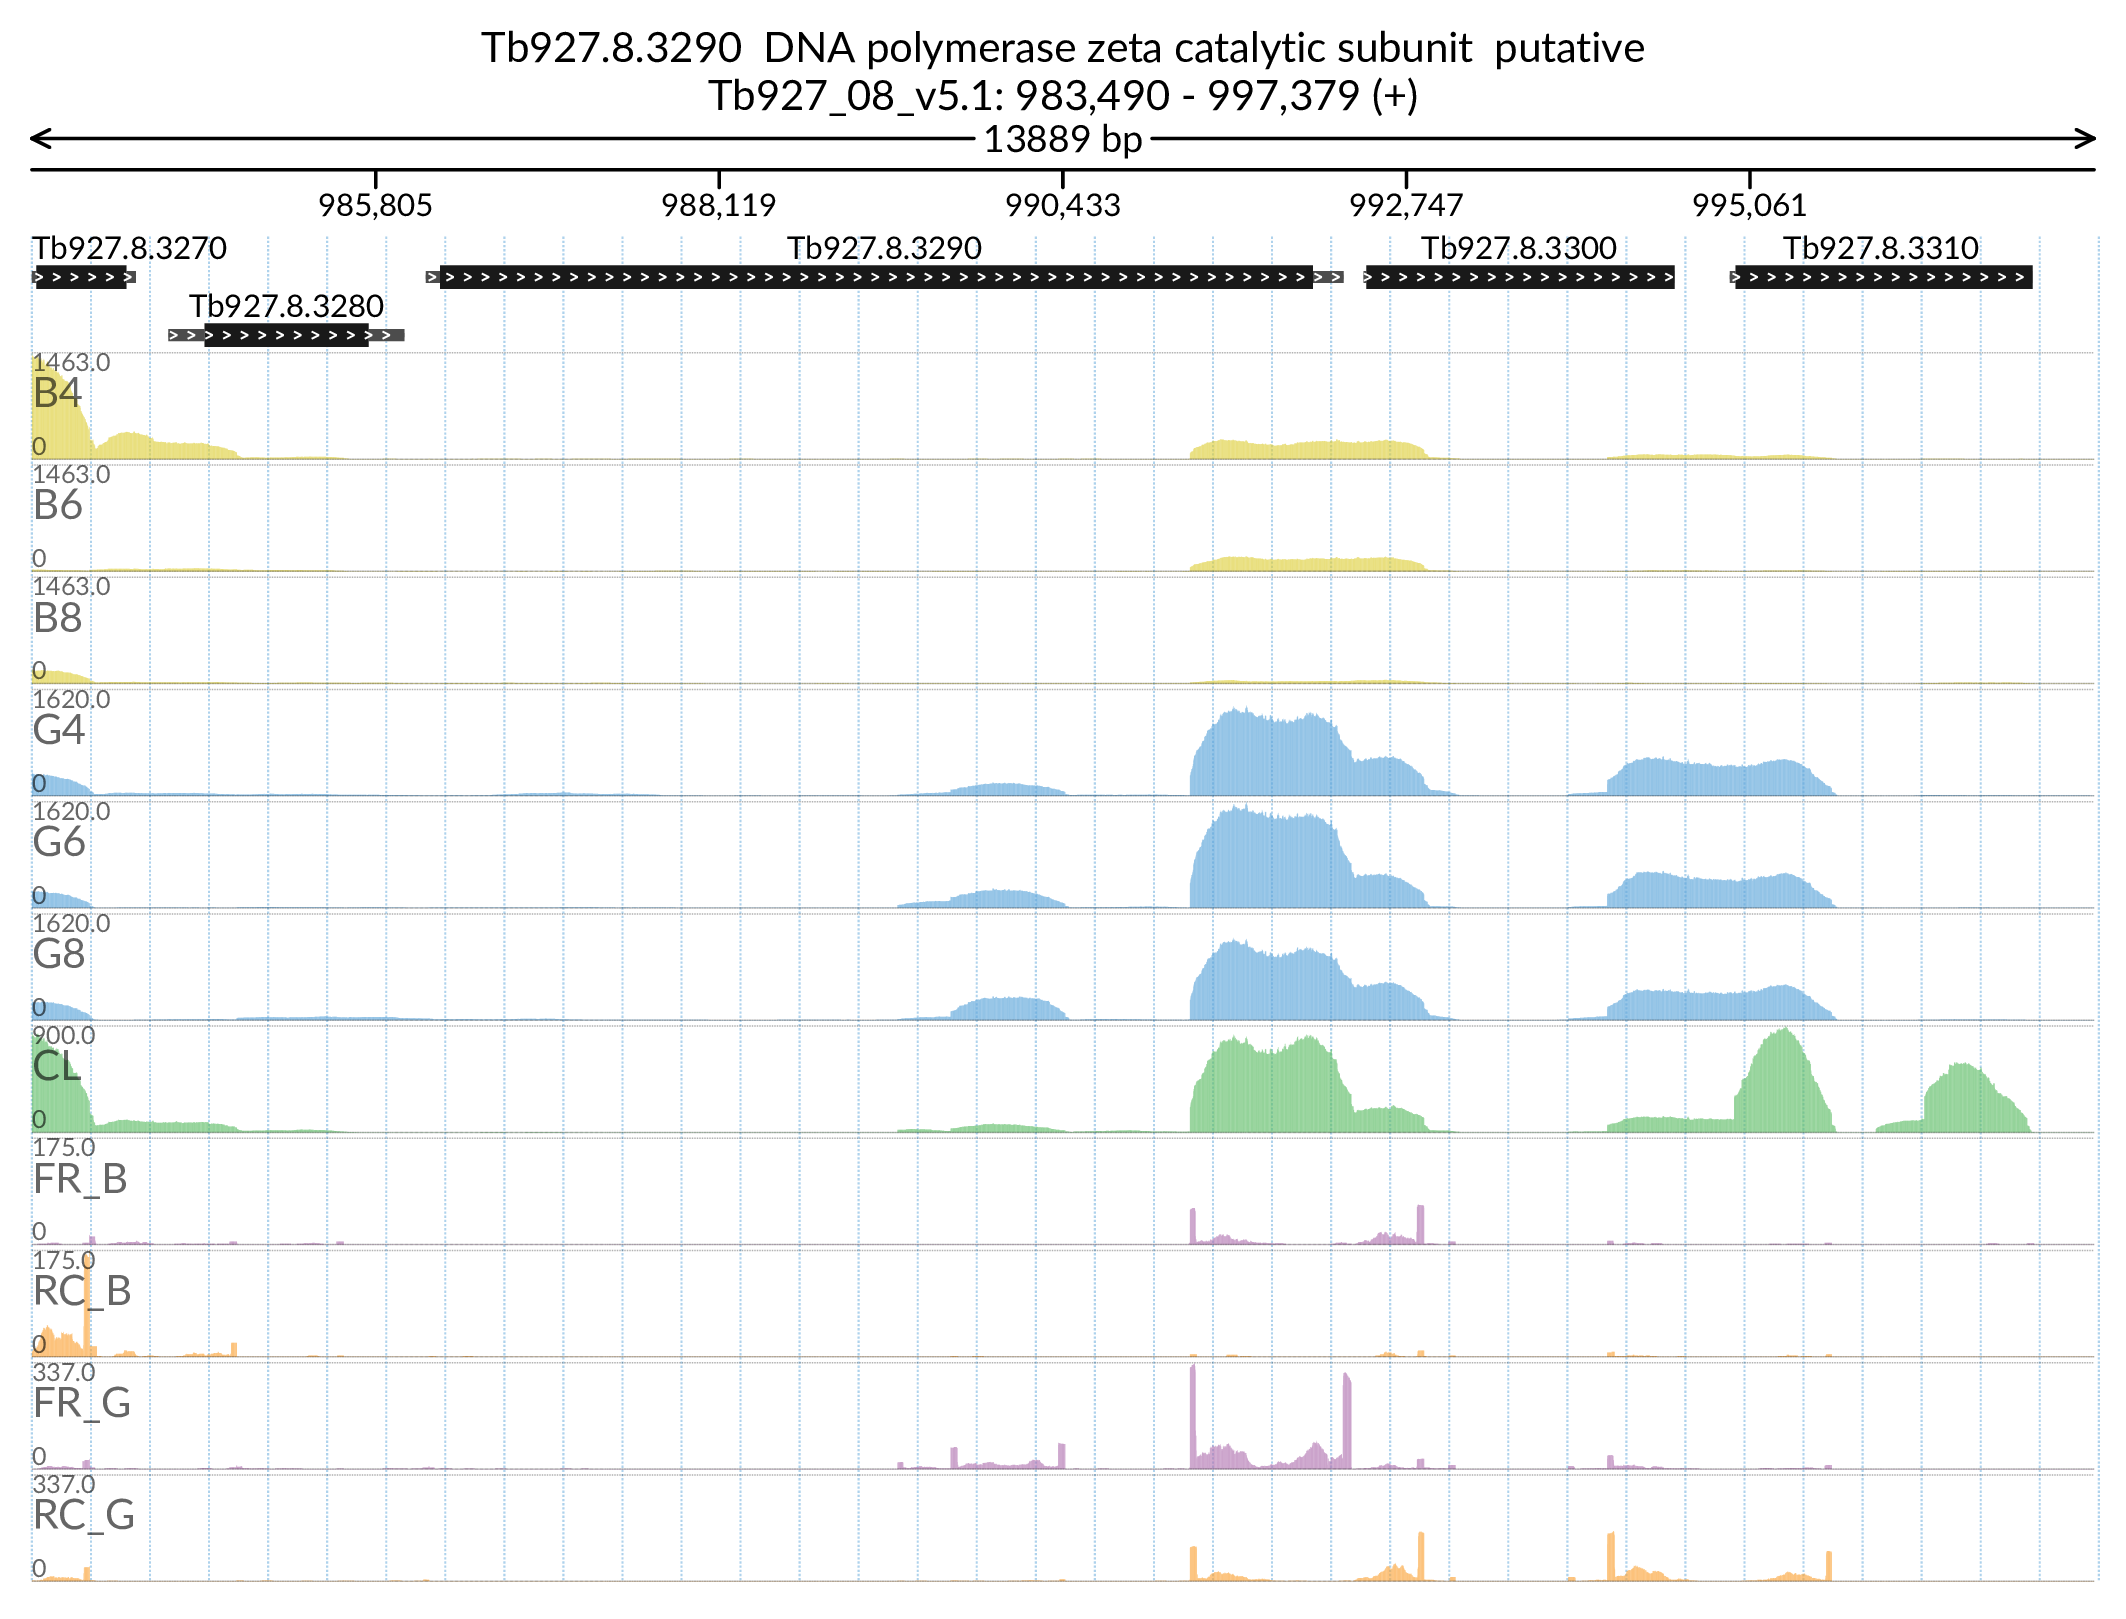 Tb927.8.3290  DNA polymerase zeta catalytic subunit  putative
Tb927_08_v5.1: 983,490 - 997,379 (+)
13889 bp
985,805 988,119 990,433 992,747 995,061
Tb927.8.3270 Tb927.8.3290 Tb927.8.3300 Tb927.8.3310
Tb927.8.3280
1463.0
B4
0
1463.0
B6
0
1463.0
B8
0
1620.0
G4
0
1620.0
G6
0
1620.0
G8
0
900.0
CL
0
175.0
FR_B
0
175.0
RC_B
0
337.0
FR_G
0
337.0
RC_G
0